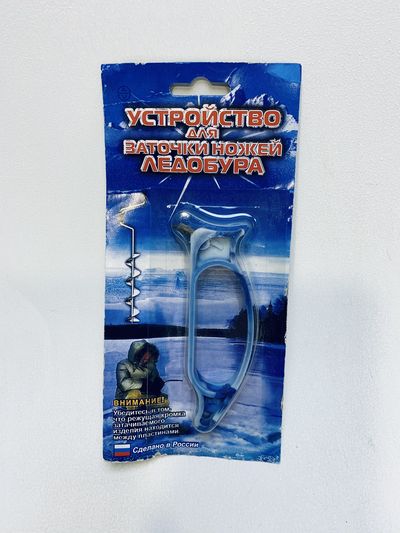 УСТРОЙСТВО
ДЛЯ
ЗАТОЧКИ НОЖЕЙ
ЛЕДОБУРА
ВНИМАНИЕ!
Убедитесь в том,
что режущая кромка
затачиваемого
изделия находится
между пластинами
Сделано в России